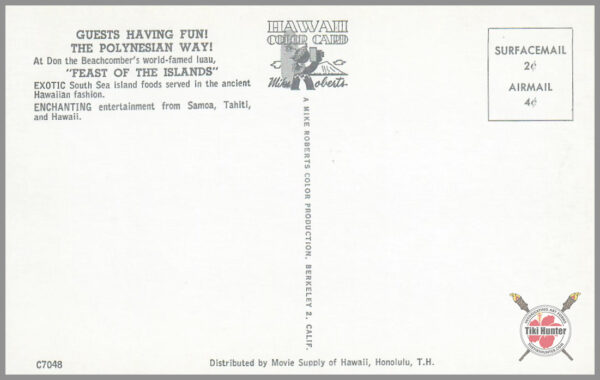 GUESTS HAVING FUN!
THE POLYNESIAN WAY!
At Don the Beachcomber's world-famed luau,
"FEAST OF THE ISLANDS"
EXOTIC South Sea island foods served in the ancient
Hawaiian fashion.
ENCHANTING entertainment from Samoa, Tahiti,
and Hawaii.
HAWAII
COLOR CARD
Mike Roberts
A MIKE ROBERTS COLOR PRODUCTION, BERKELEY 2, CALIF.
SURFACEMAIL
2¢
AIRMAIL
4¢
Tiki Hunter
C7048
Distributed by Movie Supply of Hawaii, Honolulu, T.H.